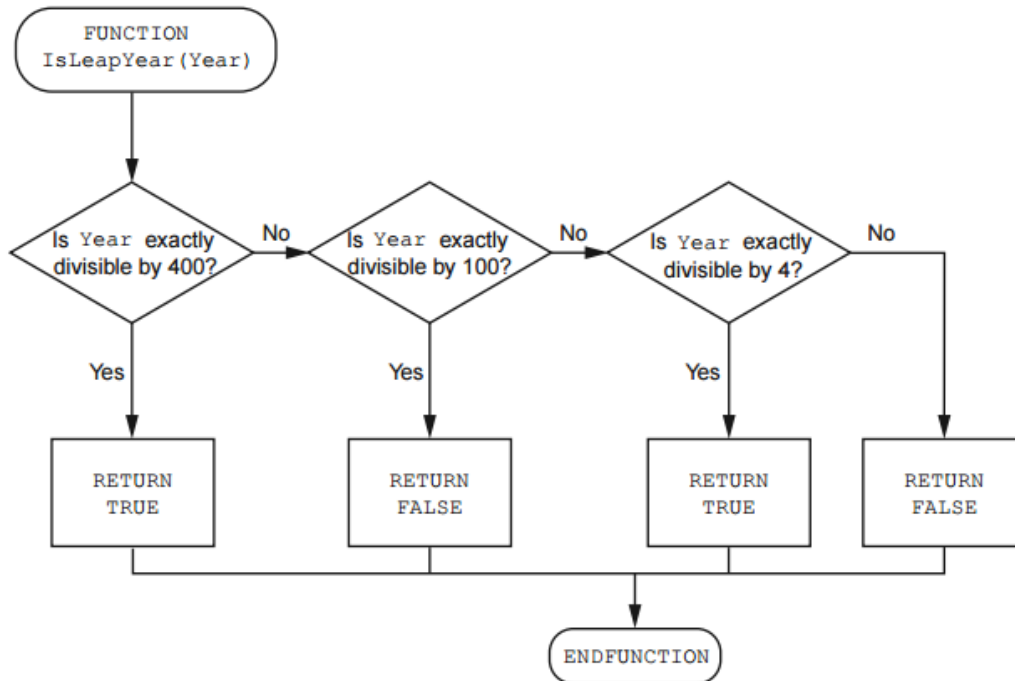 FUNCTION
IsLeapYear(Year)
Is Year exactly
divisible by 400?
No
Is Year exactly
divisible by 100?
No
Is Year exactly
divisible by 4?
No
Yes
Yes
Yes
RETURN
TRUE
RETURN
FALSE
RETURN
TRUE
RETURN
FALSE
ENDFUNCTION